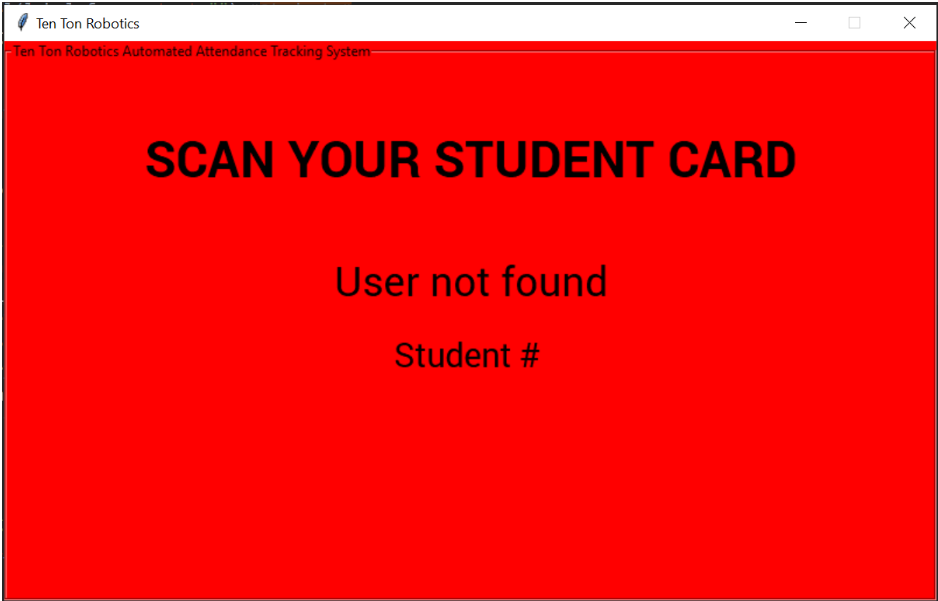 Ten Ton Robotics
Ten Ton Robotics Automated Attendance Tracking System
SCAN YOUR STUDENT CARD
User not found
Student #